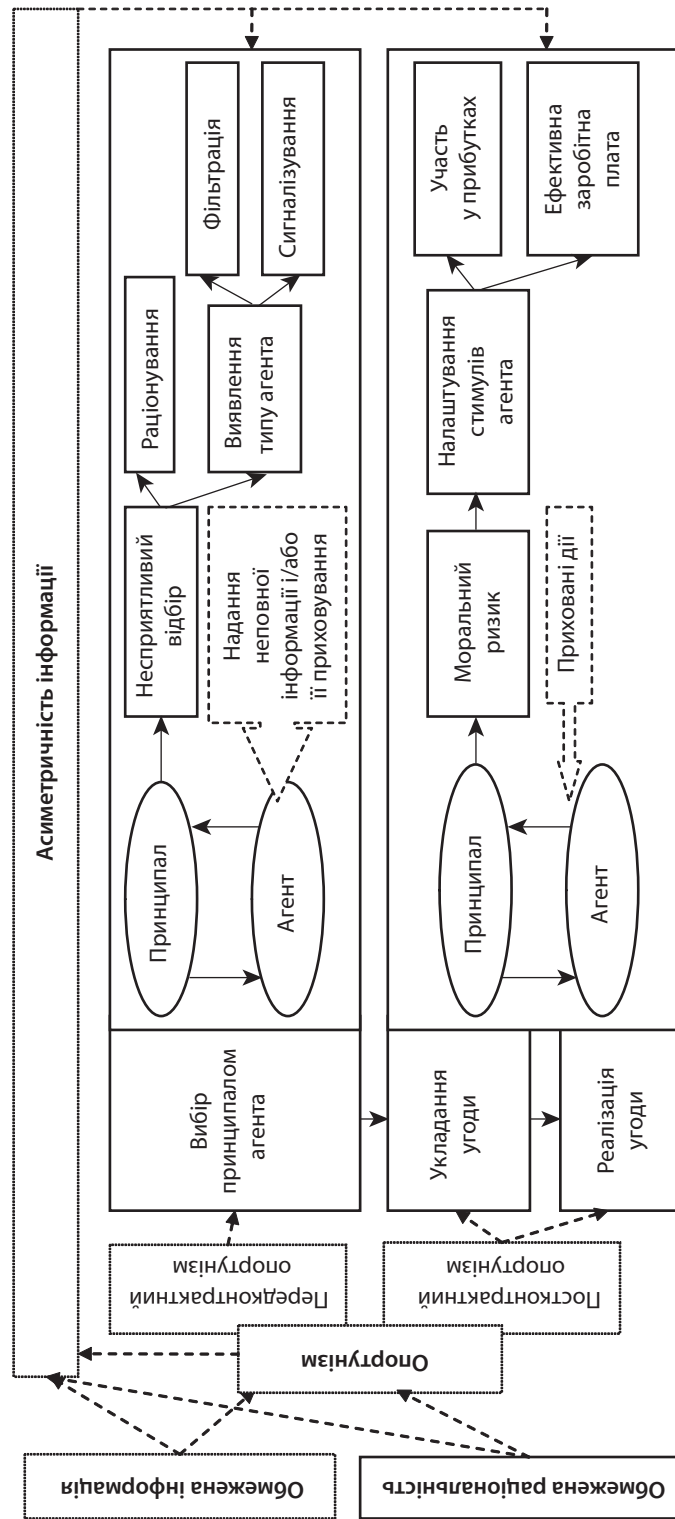 Асиметричність інформації
Обмежена інформація
Обмежена раціональність
Опортунізм
Передконтрактний
опортунізм
Постконтрактний
опортунізм
Вибір
принципалом
агента
Укладання
угоди
Реалізація
угоди
Принципал
Агент
Несприятливий
відбір
Надання
неповної
інформації і/або
її приховування
Раціонування
Виявлення
типу агента
Фільтрація
Сигналізування
Принципал
Агент
Моральний
ризик
Приховані дії
Налаштування
стимулів
агента
Участь
у прибутках
Ефективна
заробітна
плата